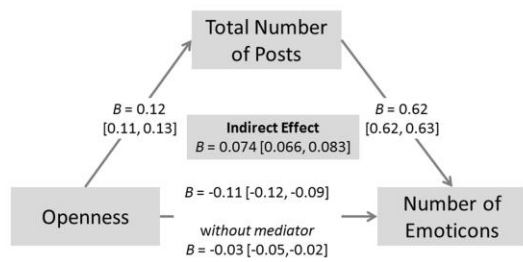 Total Number
of Posts
B = 0.12
[0.11, 0.13]
B = 0.62
[0.62, 0.63]
Indirect Effect
B = 0.074 [0.066, 0.083]
B = -0.11 [-0.12, -0.09]
Openness
Number of
Emoticons
without mediator
B = -0.03 [-0.05,-0.02]